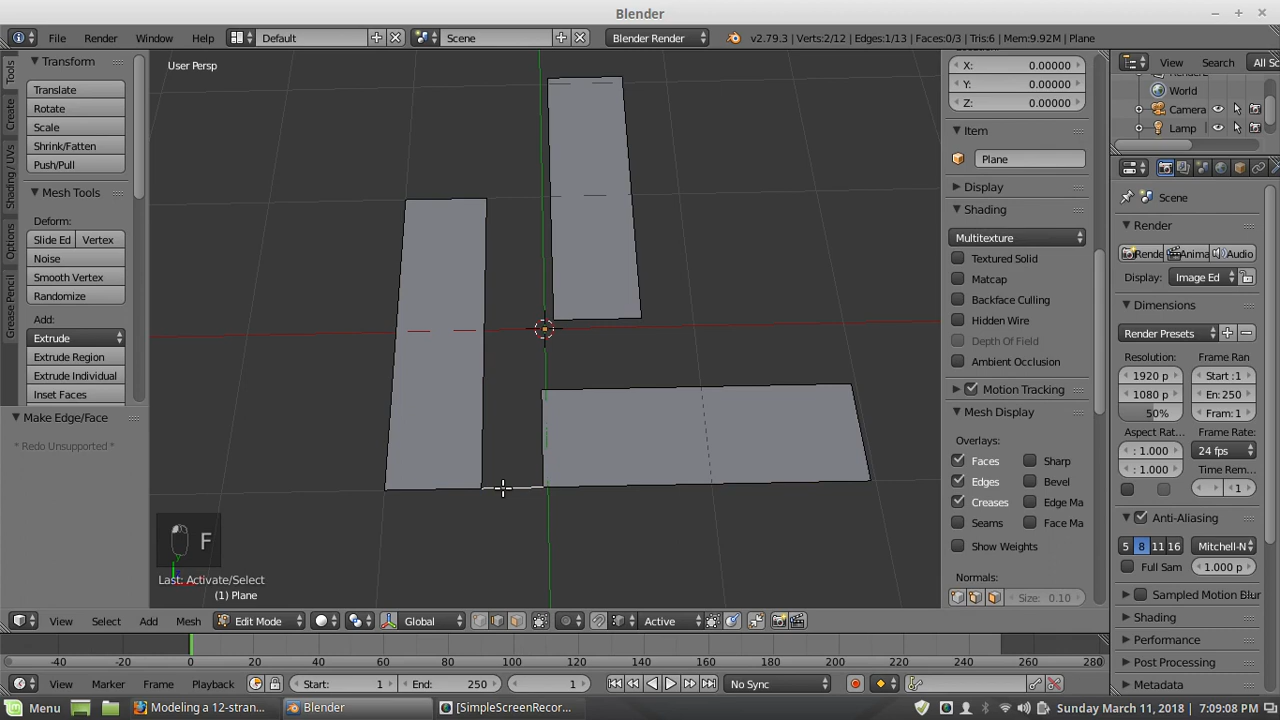 Blender
File Render Window Help Default Scene Blender Render v2.79.3 | Verts:2/12 | Edges:1/13 | Faces:0/3 | Tris:6 | Mem:9.92M | Plane
Tools
Create
Shading / UVs
Options
Grease Pencil
Transform
Translate
Rotate
Scale
Shrink/Fatten
Push/Pull
Mesh Tools
Deform:
Slide Ed Vertex
Noise
Smooth Vertex
Randomize
Add:
Extrude
Extrude Region
Extrude Individual
Inset Faces
Make Edge/Face
* Redo Unsupported *
User Persp
F
Last: Activate/Select
(1) Plane
X: 0.00000
Y: 0.00000
Z: 0.00000
Item
Plane
Display
Shading
Multitexture
Textured Solid
Matcap
Backface Culling
Hidden Wire
Depth Of Field
Ambient Occlusion
Motion Tracking
Mesh Display
Overlays:
Faces Sharp
Edges Bevel
Creases Edge Ma
Seams Face Ma
Show Weights
Normals:
Size: 0.10
View Search All Sc
World
Camera
Lamp
Scene
Render
Rende Anima Audio
Display: Image Ed
Dimensions
Render Presets
Resolution: Frame Ran
1920 p Start :1
1080 p En: 250
50% Fram: 1
Aspect Rat... Frame Rate:
: 1.000 24 fps
: 1.000 Time Rem...
1
Anti-Aliasing
5 8 11 16 Mitchell-N
Full Sam 1.000 p
Sampled Motion Blur
Shading
Performance
Post Processing
Metadata
View Select Add Mesh Edit Mode Global Active
-40 -20 0 20 40 60 80 100 120 140 160 180 200 220 240 260 280
View Marker Frame Playback Start: 1 End: 250 1 No Sync
Menu Modeling a 12-stran... Blender [SimpleScreenRecor... Sunday March 11, 2018 | 7:09:08 PM